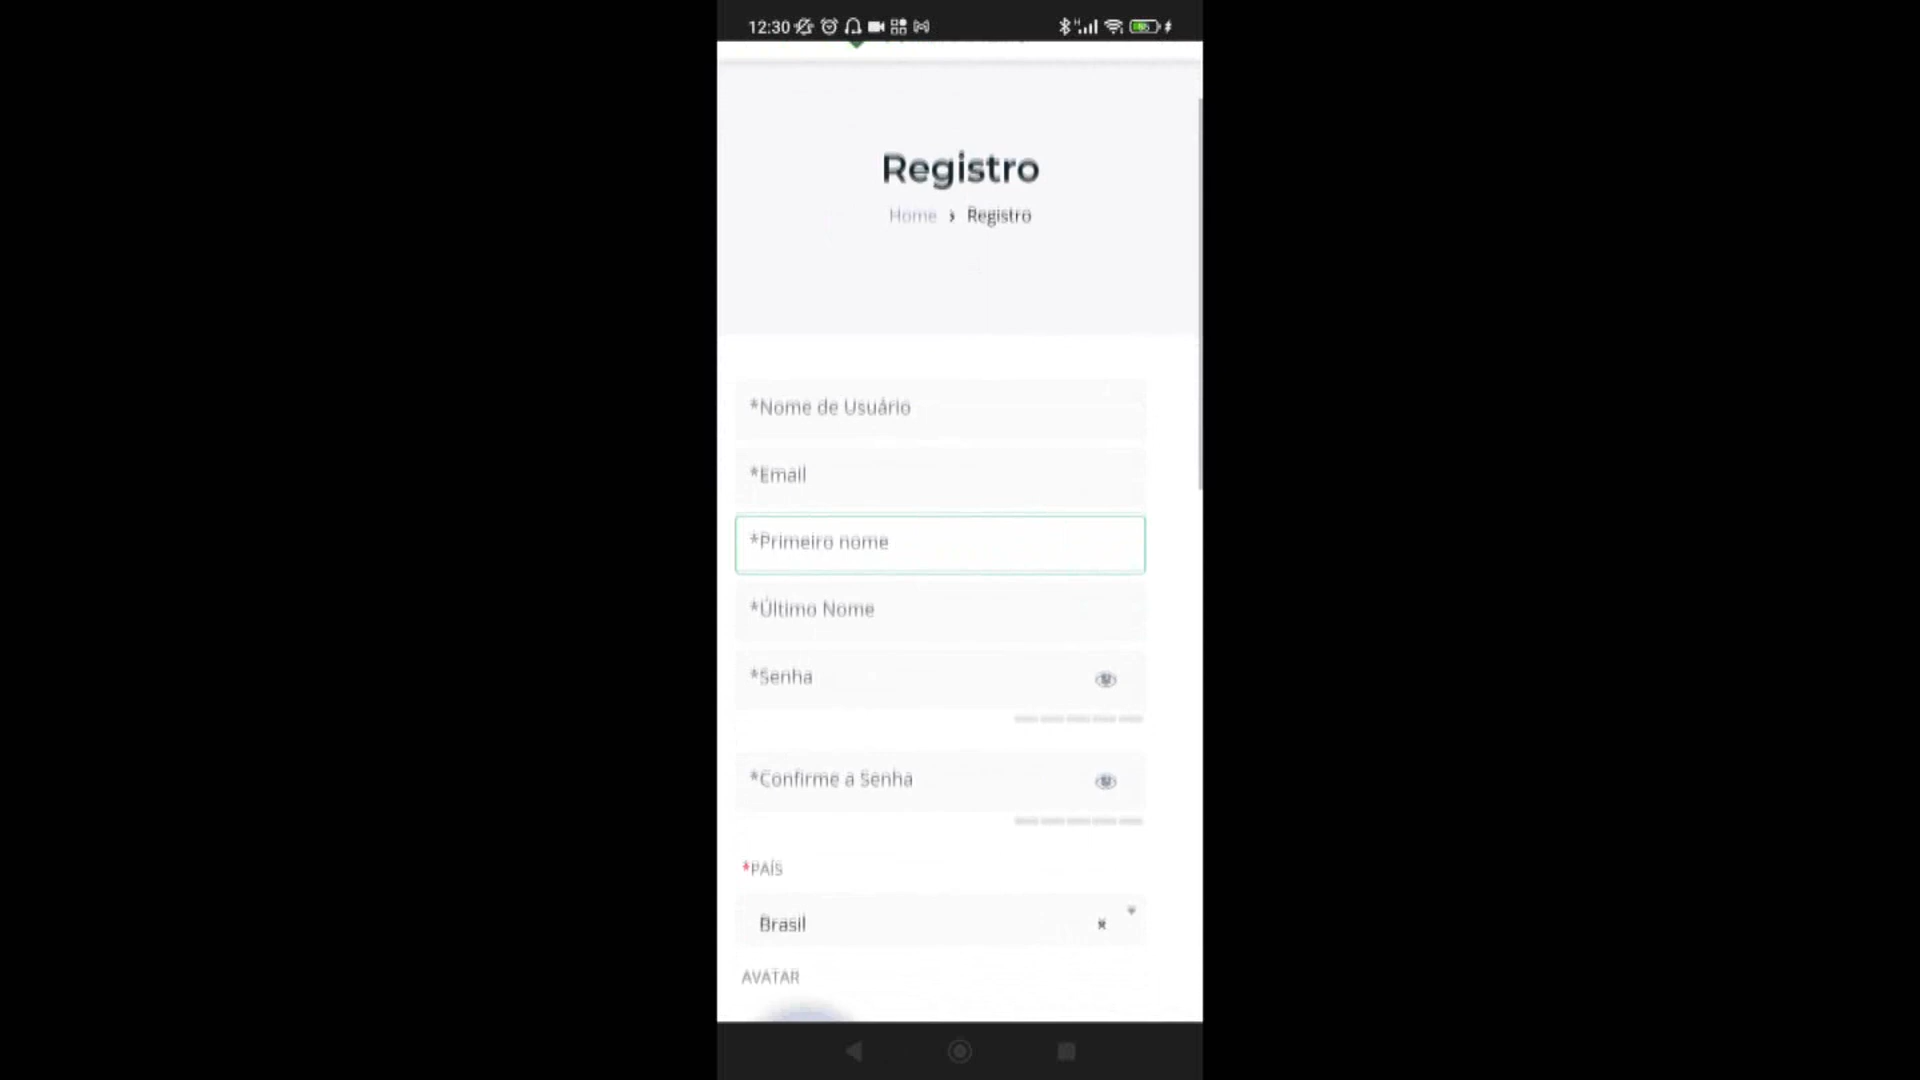 12:30
Registro
Home › Registro
*Nome de Usuário
*Email
*Primeiro nome
*Último Nome
*Senha
*Confirme a Senha
*PAÍS
Brasil
AVATAR